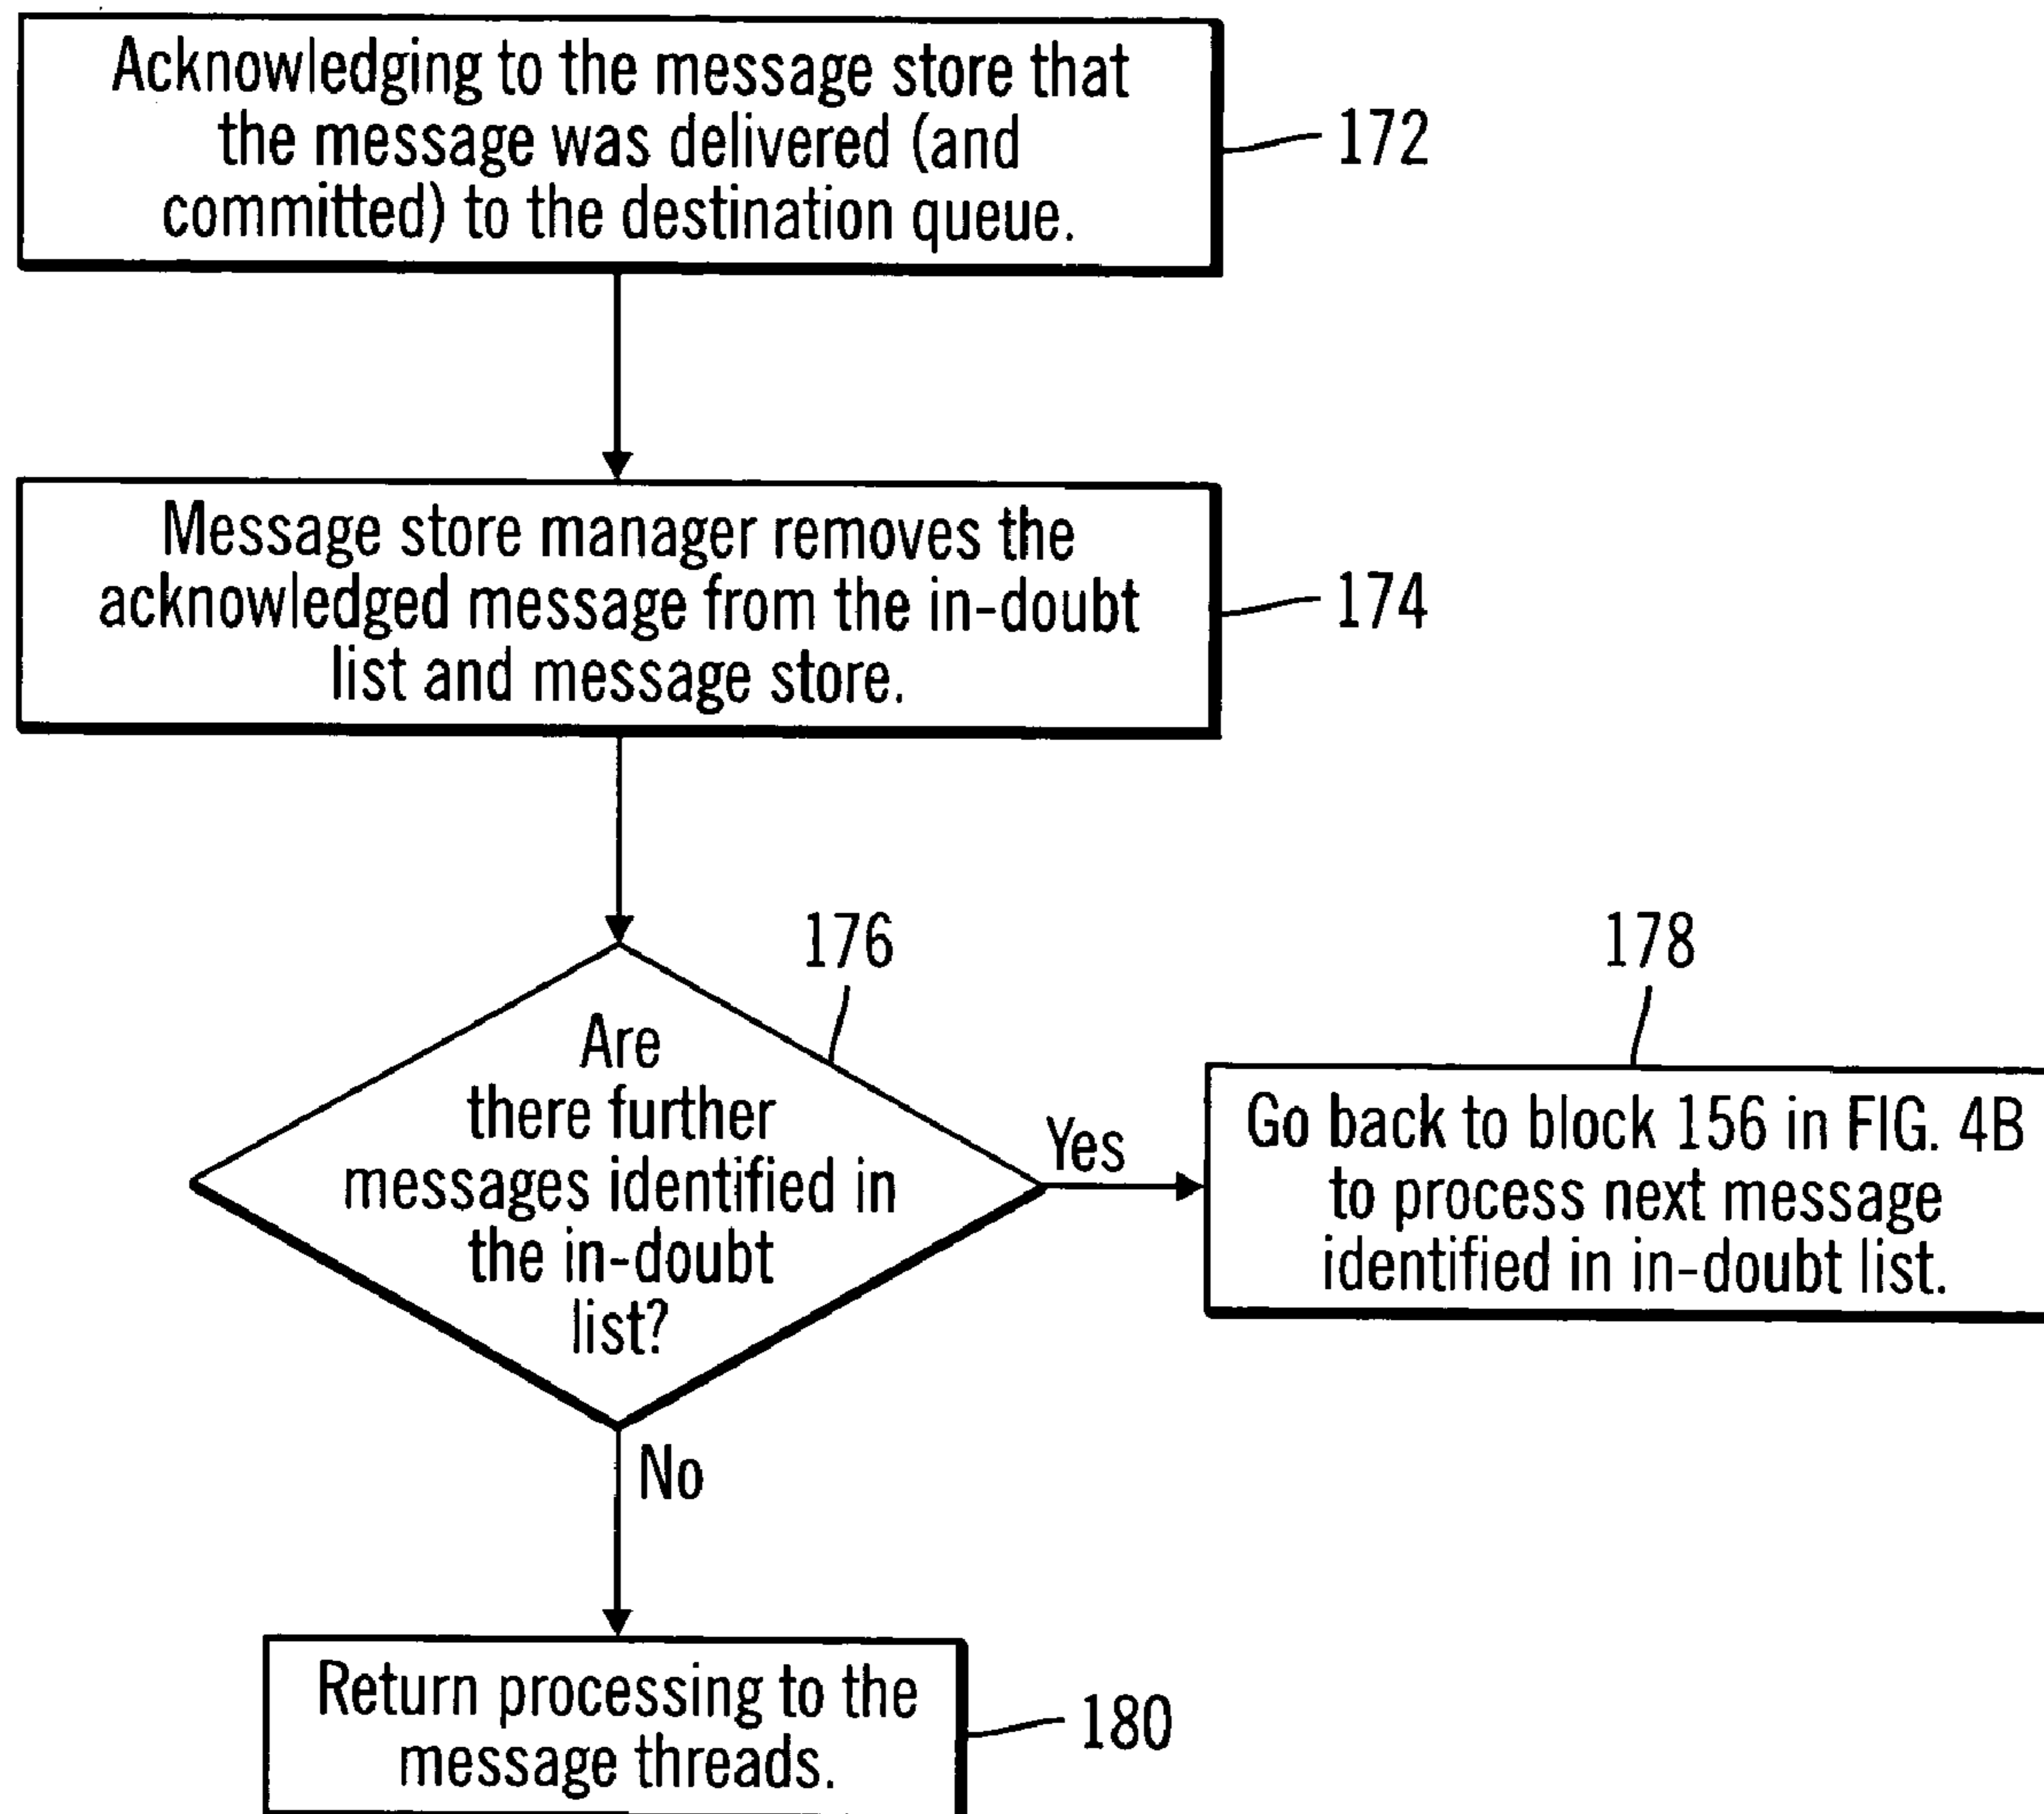 Acknowledging to the message store that
the message was delivered (and
committed) to the destination queue.
172
Message store manager removes the
acknowledged message from the in-doubt
list and message store.
174
176
Are
there further
messages identified in
the in-doubt
list?
Yes
178
Go back to block 156 in FIG. 4B
to process next message
identified in in-doubt list.
No
Return processing to the
message threads.
180